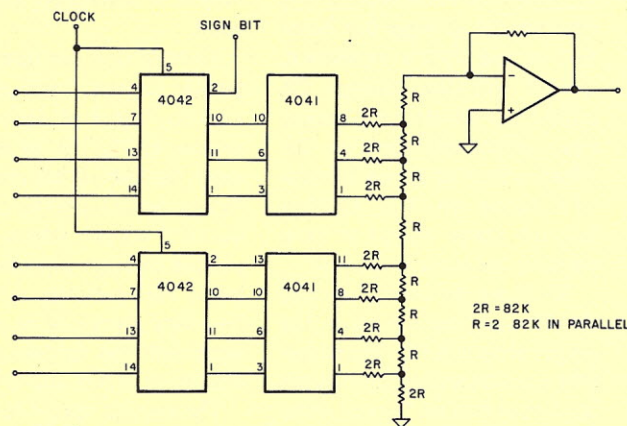 CLOCK
SIGN BIT
5
4 4042 2
4041
7 10 10 8 2R
13 11 6 4 2R
14 1 3 1 2R
R
R
R
R
5
4 4042 2 13 4041 11 2R
7 10 10 8 2R
13 11 6 4 2R
14 1 3 1 2R
R
R
R
2R
−
+
2R = 82K
R = 2 82K IN PARALLEL